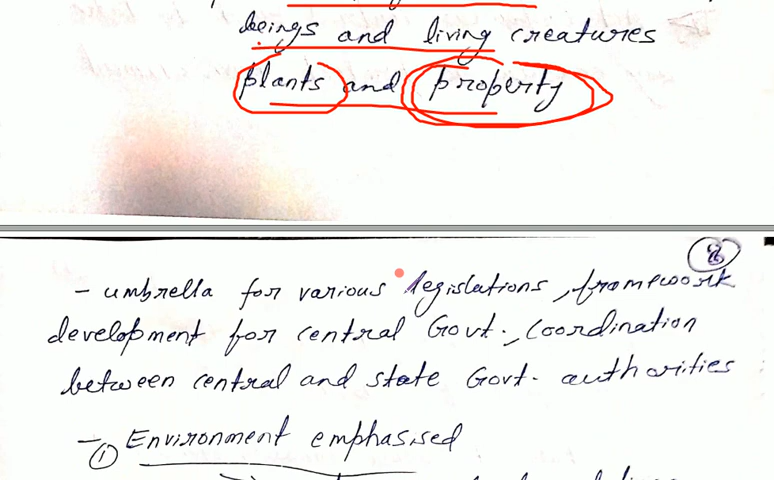 beings and living creatures
plants and property
8
- umbrella for various legislations, framework
development for central Govt., coordination
between central and state Govt. authorities
- ① Environment emphasised